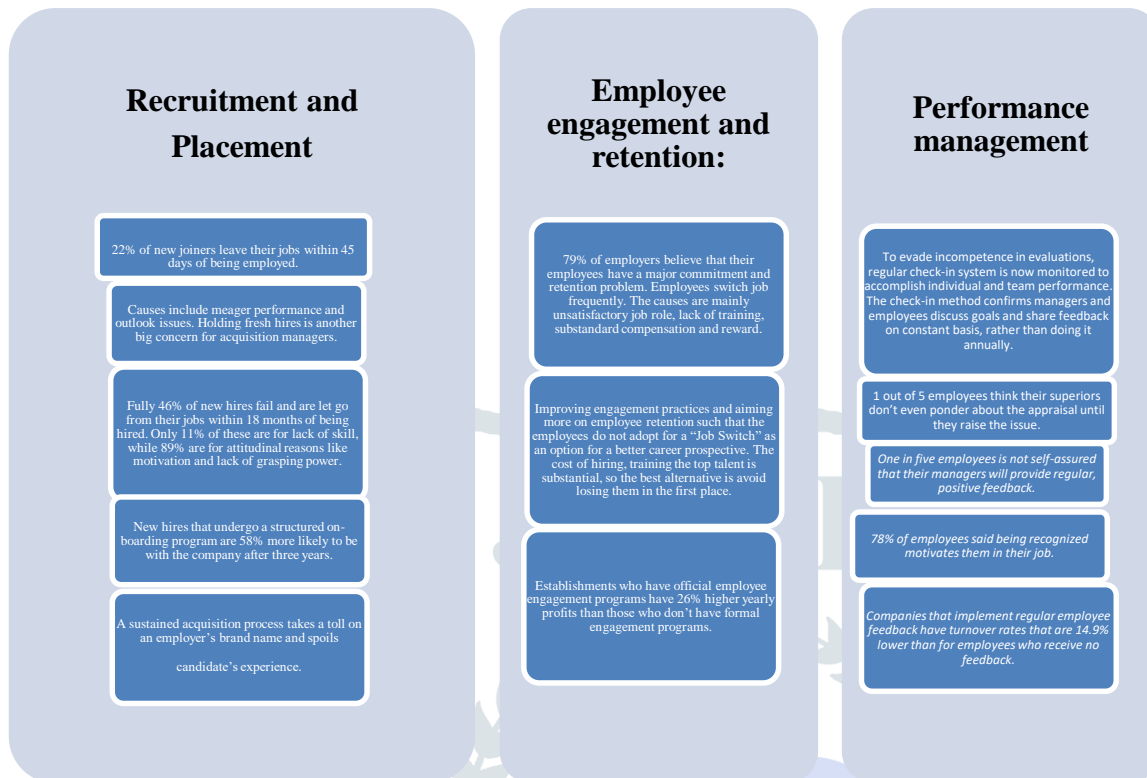 Recruitment and
Placement
22% of new joiners leave their jobs within 45
days of being employed.
Causes include meager performance and
outlook issues. Holding fresh hires is another
big concern for acquisition managers.
Fully 46% of new hires fail and are let go
from their jobs within 18 months of being
hired. Only 11% of these are for lack of skill,
while 89% are for attitudinal reasons like
motivation and lack of grasping power.
New hires that undergo a structured on-
boarding program are 58% more likely to be
with the company after three years.
A sustained acquisition process takes a toll on
an employer’s brand name and spoils
candidate’s experience.
Employee
engagement and
retention:
79% of employers believe that their
employees have a major commitment and
retention problem. Employees switch job
frequently. The causes are mainly
unsatisfactory job role, lack of training,
substandard compensation and reward.
Improving engagement practices and aiming
more on employee retention such that the
employees do not adopt for a “Job Switch” as
an option for a better career prospective. The
cost of hiring, training the top talent is
substantial, so the best alternative is avoid
losing them in the first place.
Establishments who have official employee
engagement programs have 26% higher yearly
profits than those who don’t have formal
engagement programs.
Performance
management
To evade incompetence in evaluations,
regular check-in system is now monitored to
accomplish individual and team performance.
The check-in method confirms managers and
employees discuss goals and share feedback
on constant basis, rather than doing it
annually.
1 out of 5 employees think their superiors
don’t even ponder about the appraisal until
they raise the issue.
One in five employees is not self-assured
that their managers will provide regular,
positive feedback.
78% of employees said being recognized
motivates them in their job.
Companies that implement regular employee
feedback have turnover rates that are 14.9%
lower than for employees who receive no
feedback.